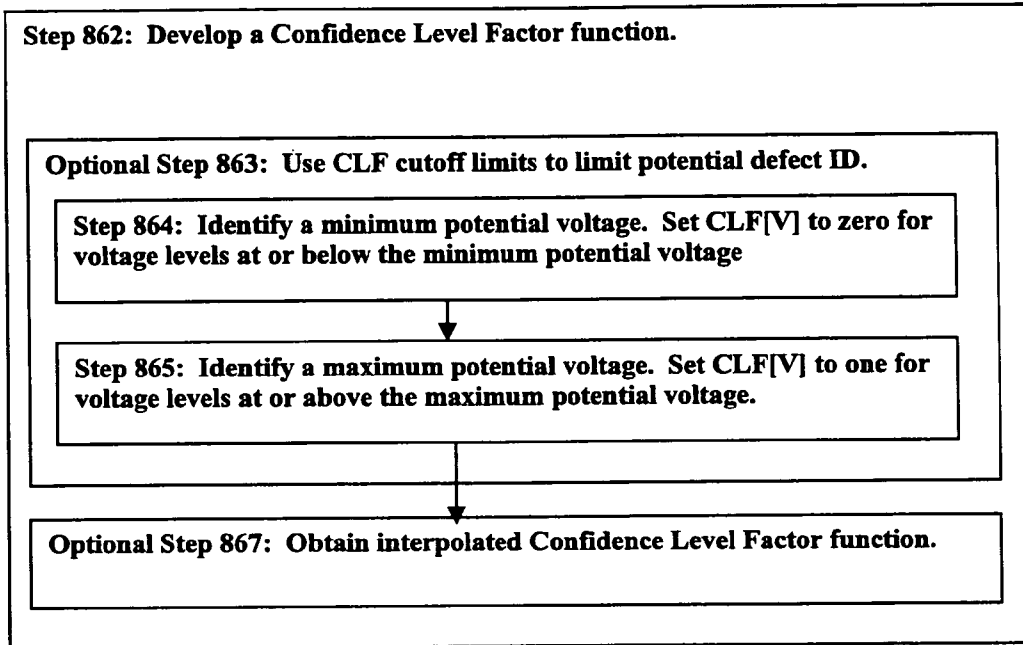 Step 862: Develop a Confidence Level Factor function.
Optional Step 863: Use CLF cutoff limits to limit potential defect ID.
Step 864: Identify a minimum potential voltage. Set CLF[V] to zero for
voltage levels at or below the minimum potential voltage
Step 865: Identify a maximum potential voltage. Set CLF[V] to one for
voltage levels at or above the maximum potential voltage.
Optional Step 867: Obtain interpolated Confidence Level Factor function.